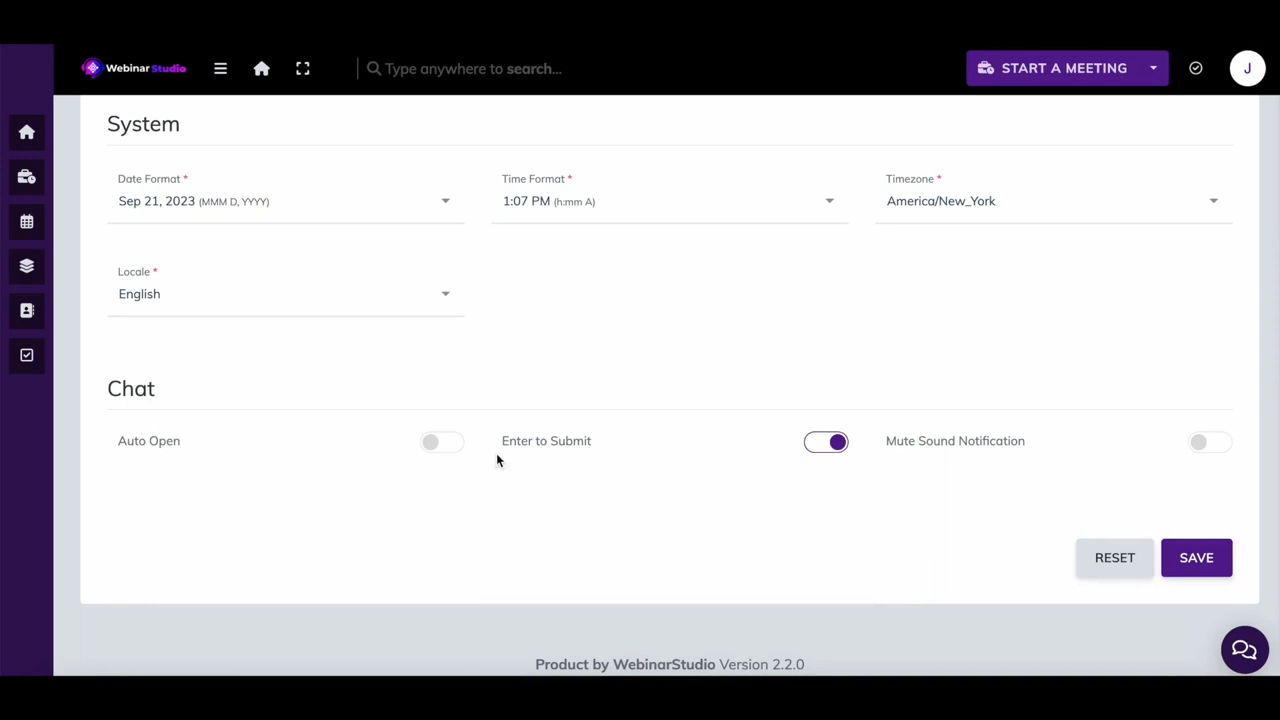 WebinarStudio
Type anywhere to search...
START A MEETING
J
System
Date Format *
Time Format *
Timezone *
Sep 21, 2023 (MMM D, YYYY)
1:07 PM (h:mm A)
America/New_York
Locale *
English
Chat
Auto Open
Enter to Submit
Mute Sound Notification
RESET
SAVE
Product by WebinarStudio Version 2.2.0